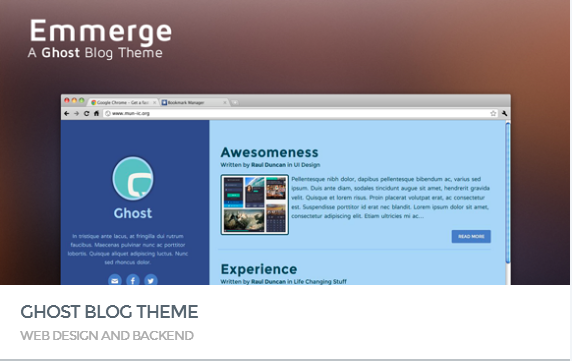 Emmerge
A Ghost Blog Theme
Google Chrome - Get a fas
Bookmark Manager
www.mun-ic.org
Ghost
In tristique ante lacus, at fringilla dui rutrum
faucibus. Maecenas pulvinar nunc ac porttitor
lobortis. Quisque aliquet adipiscing luctus. Nunc
sed rhoncus dolor.
Awesomeness
Written by Raul Duncan in UI Design
Pellentesque nibh dolor, dapibus pellentesque bibendum ac, varius sed
ipsum. Duis ante diam, sodales tincidunt augue sit amet, hendrerit gravida
velit. Quisque et lorem risus. Proin placerat volutpat erat, ac consectetur
est. Suspendisse porttitor id erat nec blandit. Lorem ipsum dolor sit amet,
consectetur adipiscing elit. Etiam ultricies mi ac...
READ MORE
Experience
Written by Raul Duncan in Life Changing Stuff
GHOST BLOG THEME
WEB DESIGN AND BACKEND